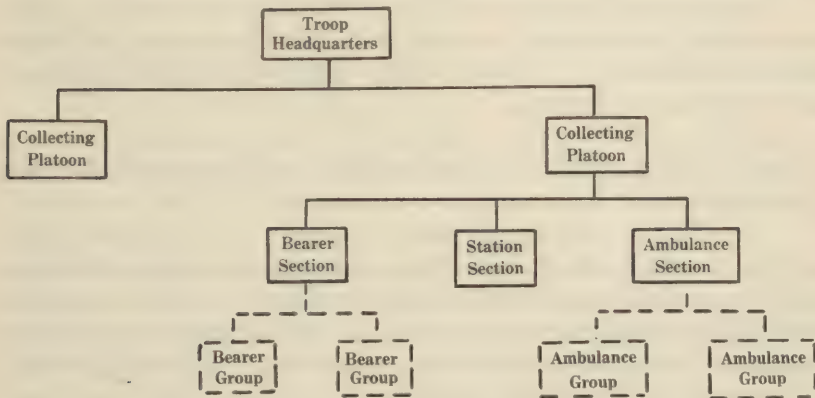 Troop
Headquarters
Collecting
Platoon
Collecting
Platoon
Bearer
Section
Station
Section
Ambulance
Section
Bearer
Group
Bearer
Group
Ambulance
Group
Ambulance
Group